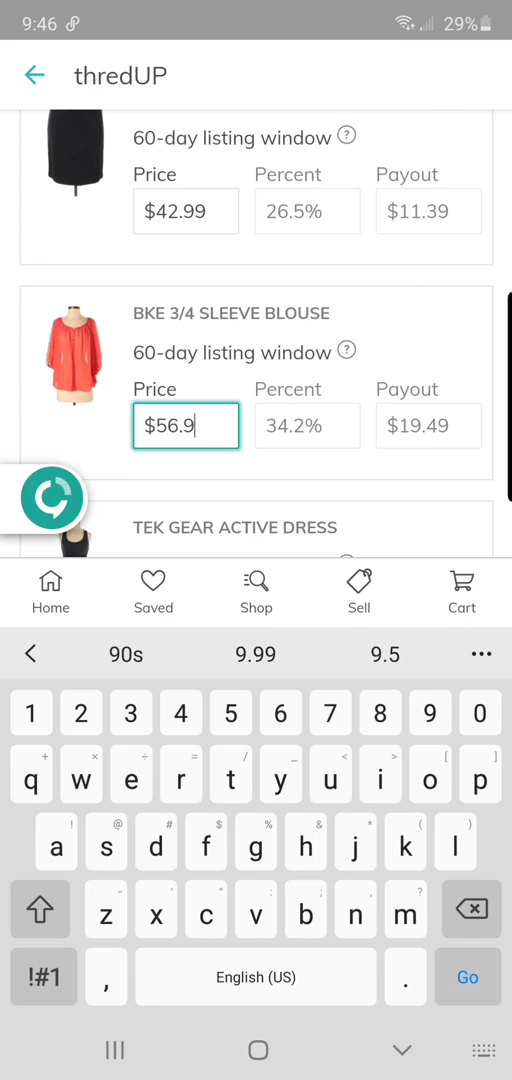 9:46 29%
thredUP
60-day listing window ?
Price Percent Payout
$42.99 26.5% $11.39
BKE 3/4 SLEEVE BLOUSE
60-day listing window ?
Price Percent Payout
$56.9 34.2% $19.49
TEK GEAR ACTIVE DRESS
Home Saved Shop Sell Cart
90s 9.99 9.5 •••
1 2 3 4 5 6 7 8 9 0
+ × ÷ = / _ < > [ ]
q w e r t y u i o p
! @ # $ % & * ( )
a s d f g h j k l
- ' " : ; , ?
z x c v b n m
!#1 , English (US) . Go